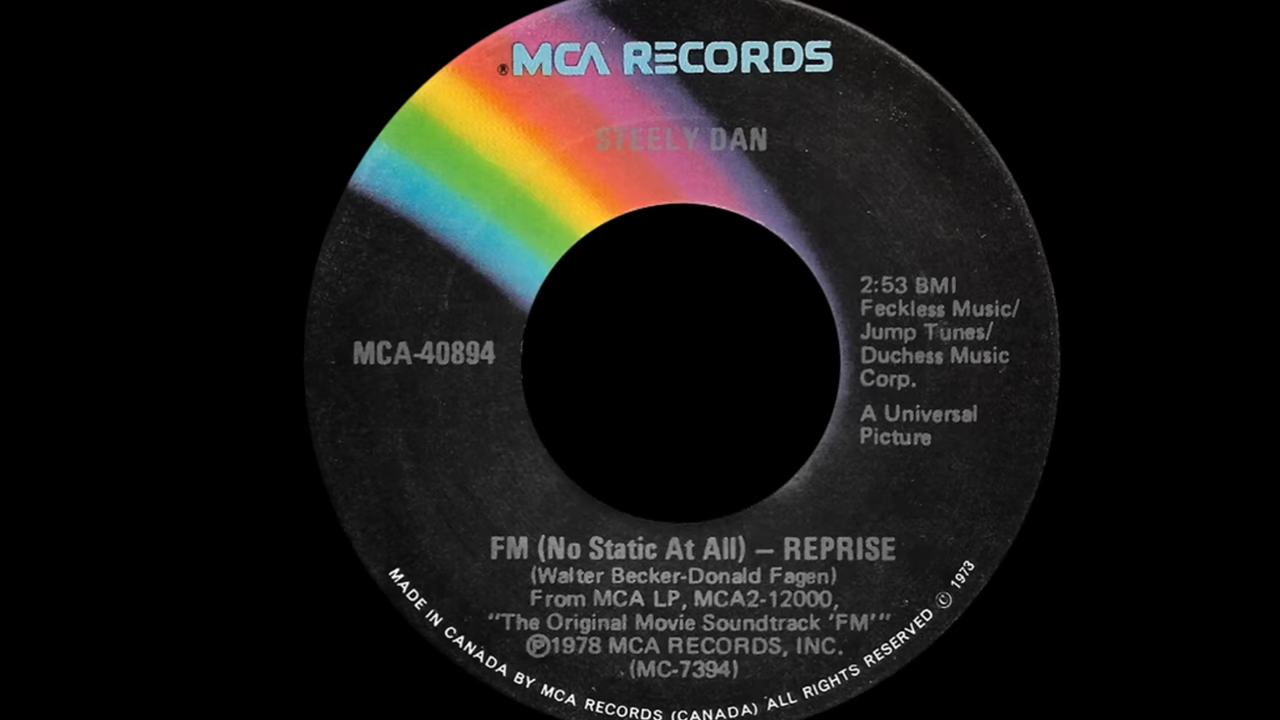 ® MCA RECORDS
STEELY DAN
2:53 BMI
Feckless Music/
Jump Tunes/
Duchess Music
Corp.
A Universal
Picture
MCA-40894
FM (No Static At All) – REPRISE
(Walter Becker-Donald Fagen)
From MCA LP, MCA2-12000,
"The Original Movie Soundtrack 'FM'"
℗1978 MCA RECORDS, INC.
(MC-7394)
MADE IN CANADA BY MCA RECORDS (CANADA) ALL RIGHTS RESERVED © 1973